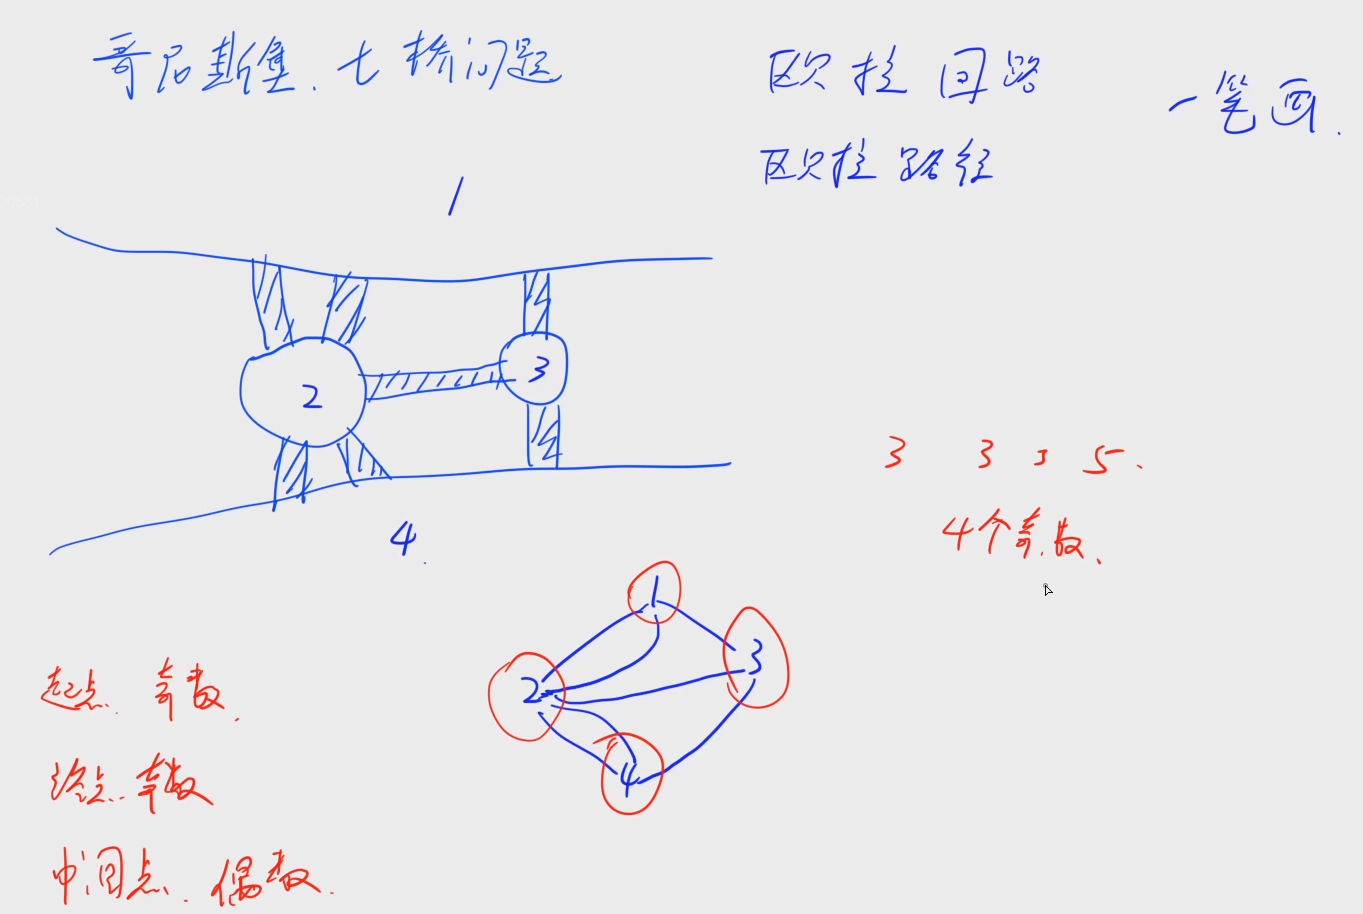 哥尼斯堡、七桥问题
欧拉回路
一笔画.
欧拉路径
1
2
3
4
3 3 3 5.
4个奇数、
1
2
3
4
起点 奇数.
终点.奇数
中间点.偶数.